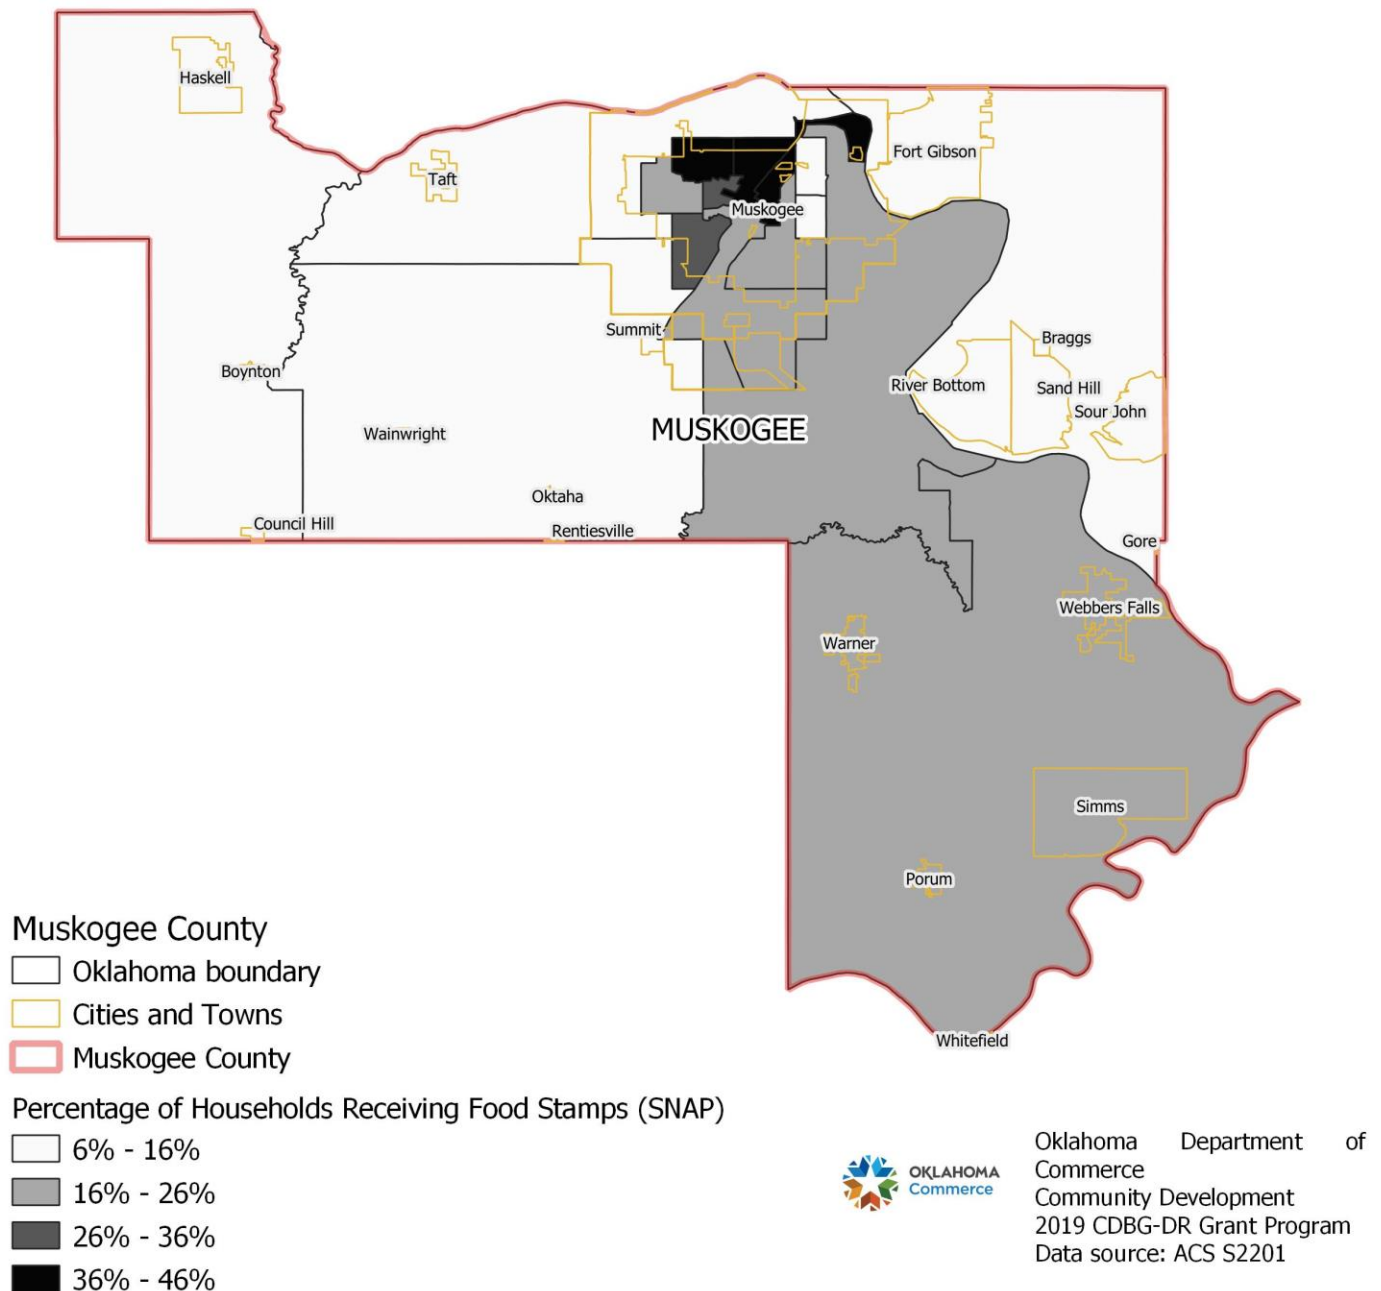 Haskell
Taft
Fort Gibson
Muskogee
Summit
Braggs
Boynton
River Bottom
Sand Hill
Sour John
Wainwright
MUSKOGEE
Oktaha
Council Hill
Rentiesville
Gore
Webbers Falls
Warner
Simms
Porum
Whitefield
Muskogee County
Oklahoma boundary
Cities and Towns
Muskogee County
Percentage of Households Receiving Food Stamps (SNAP)
6% - 16%
16% - 26%
26% - 36%
36% - 46%
OKLAHOMA
Commerce
Oklahoma Department of
Commerce
Community Development
2019 CDBG-DR Grant Program
Data source: ACS S2201